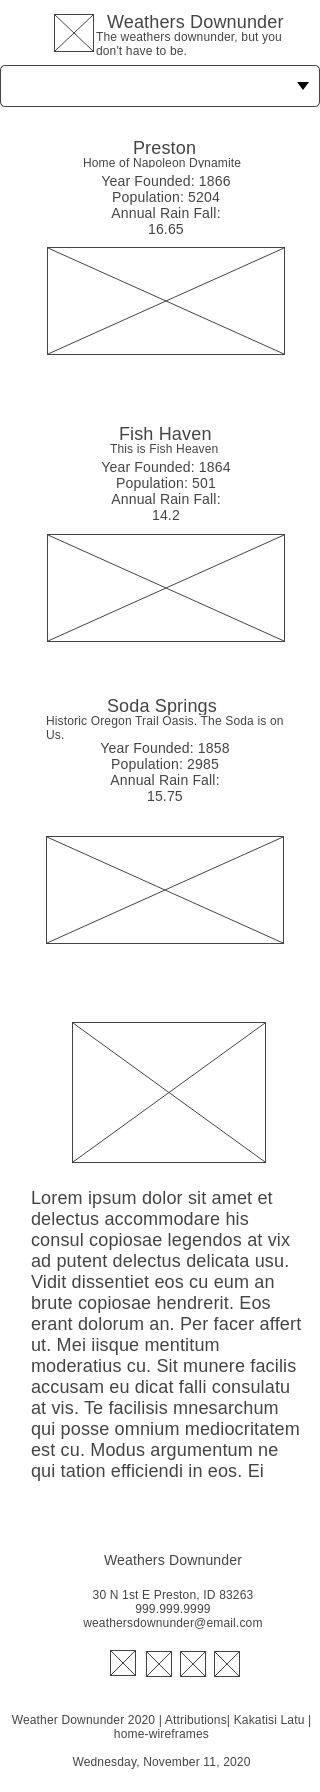 Weathers Downunder
The weathers downunder, but you
don't have to be.
Preston
Home of Napoleon Dynamite
Year Founded: 1866
Population: 5204
Annual Rain Fall:
16.65
Fish Haven
This is Fish Heaven
Year Founded: 1864
Population: 501
Annual Rain Fall:
14.2
Soda Springs
Historic Oregon Trail Oasis. The Soda is on
Us.
Year Founded: 1858
Population: 2985
Annual Rain Fall:
15.75
Lorem ipsum dolor sit amet et
delectus accommodare his
consul copiosae legendos at vix
ad putent delectus delicata usu.
Vidit dissentiet eos cu eum an
brute copiosae hendrerit. Eos
erant dolorum an. Per facer affert
ut. Mei iisque mentitum
moderatius cu. Sit munere facilis
accusam eu dicat falli consulatu
at vis. Te facilisis mnesarchum
qui posse omnium mediocritatem
est cu. Modus argumentum ne
qui tation efficiendi in eos. Ei
Weathers Downunder
30 N 1st E Preston, ID 83263
999.999.9999
weathersdownunder@email.com
Weather Downunder 2020 | Attributions| Kakatisi Latu |
home-wireframes
Wednesday, November 11, 2020